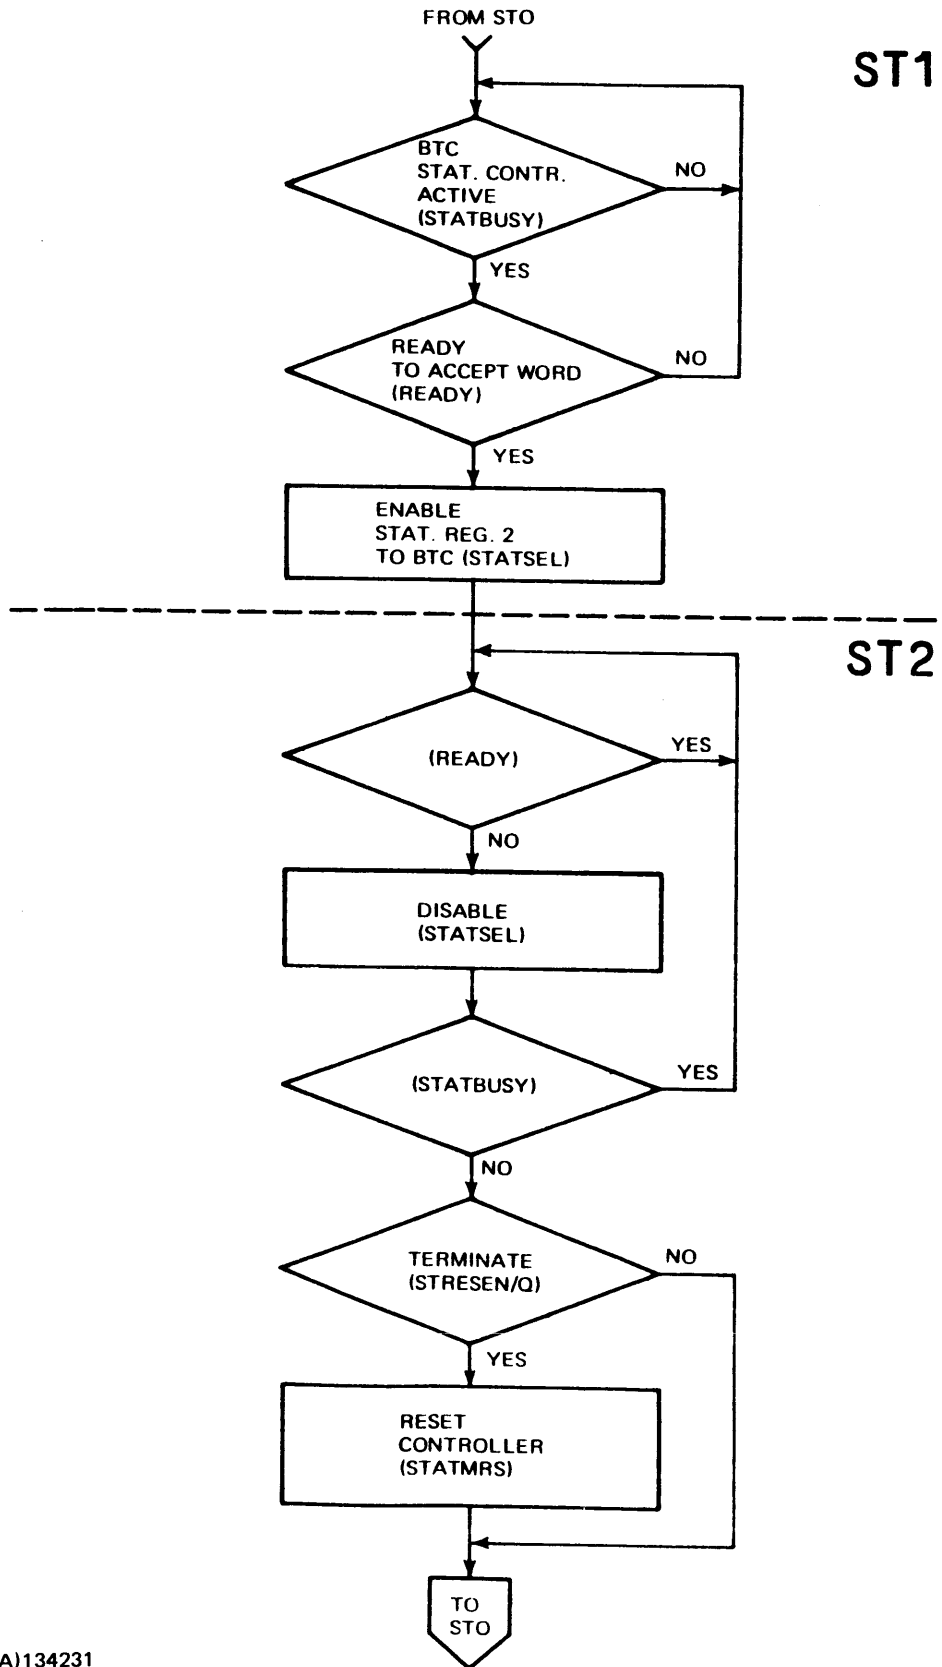 FROM STO
ST1
BTC
STAT. CONTR.
ACTIVE
(STATBUSY)
NO
YES
READY
TO ACCEPT WORD
(READY)
NO
YES
ENABLE
STAT. REG. 2
TO BTC (STATSEL)
ST2
(READY)
YES
NO
DISABLE
(STATSEL)
(STATBUSY)
YES
NO
TERMINATE
(STRESEN/Q)
NO
YES
RESET
CONTROLLER
(STATMRS)
TO
STO
A)134231